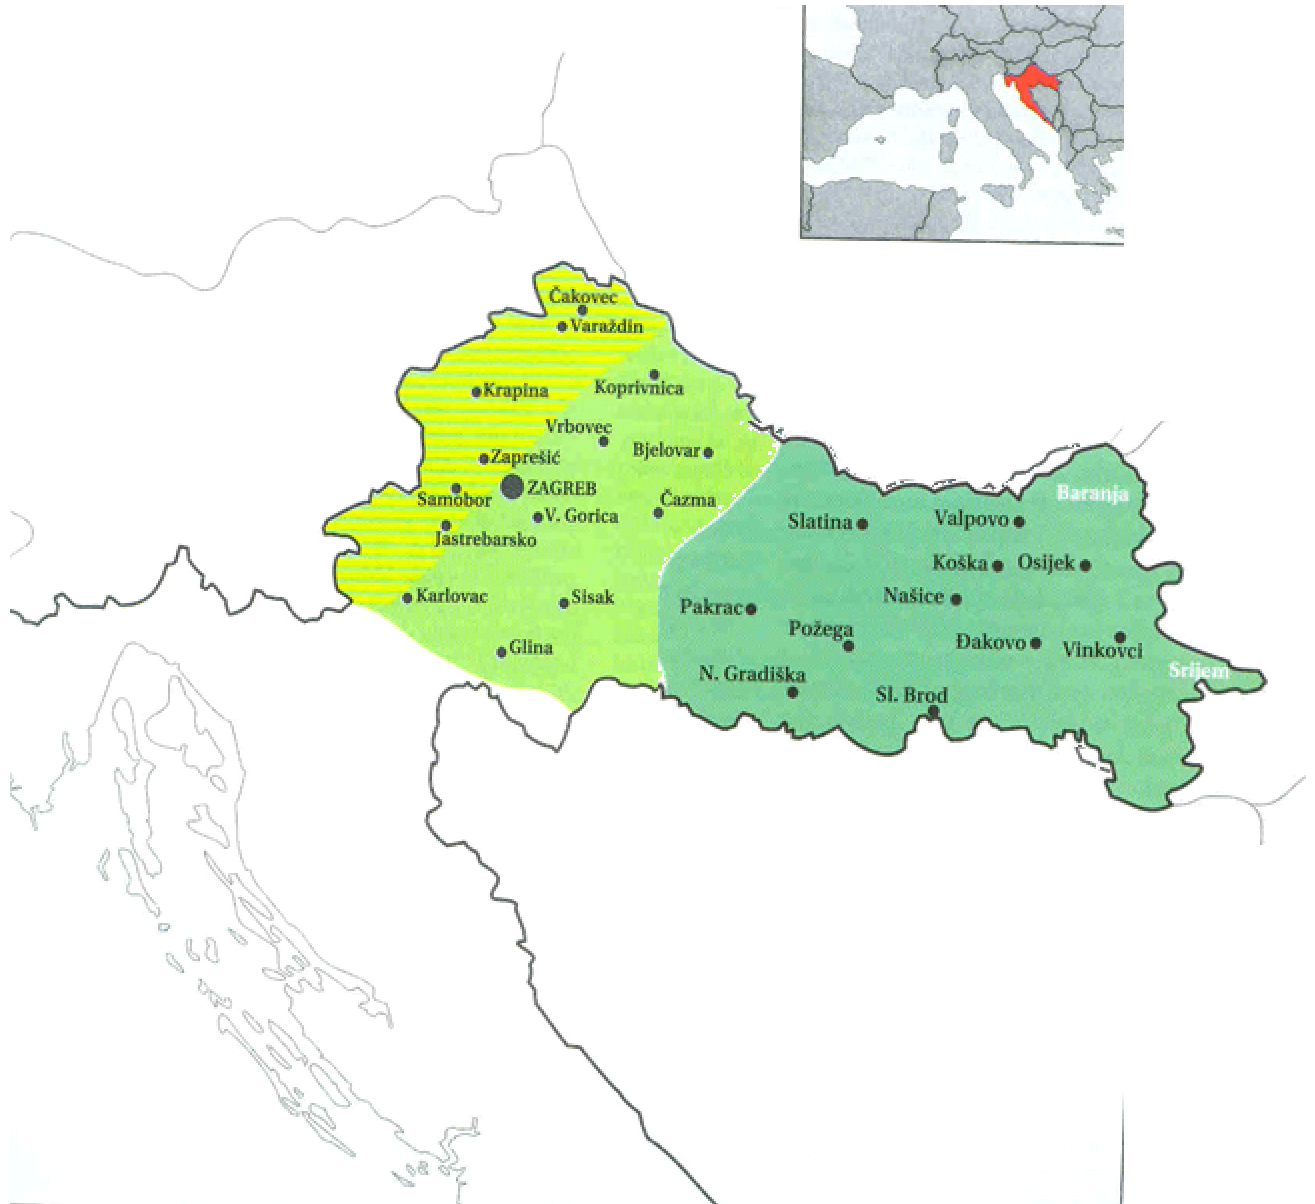 Čakovec
Varaždin
Krapina
Koprivnica
Vrbovec
Bjelovar
Zaprešić
ZAGREB
Samobor
Čazma
V. Gorica
Jastrebarsko
Karlovac
Sisak
Glina
Baranja
Slatina
Valpovo
Koška
Osijek
Našice
Pakrac
Požega
Đakovo
Vinkovci
N. Gradiška
Srijem
Sl. Brod